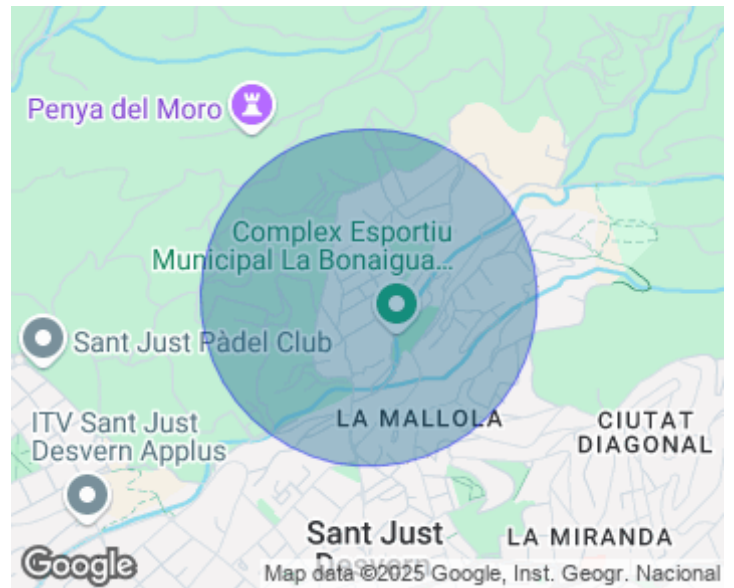 Penya del Moro
Complex Esportiu
Municipal La Bonaigua...
Sant Just Pàdel Club
LA MALLOLA
CIUTAT
DIAGONAL
ITV Sant Just
Desvern Applus
Sant Just
Desvern
LA MIRANDA
Google
Map data ©2025 Google, Inst. Geogr. Nacional